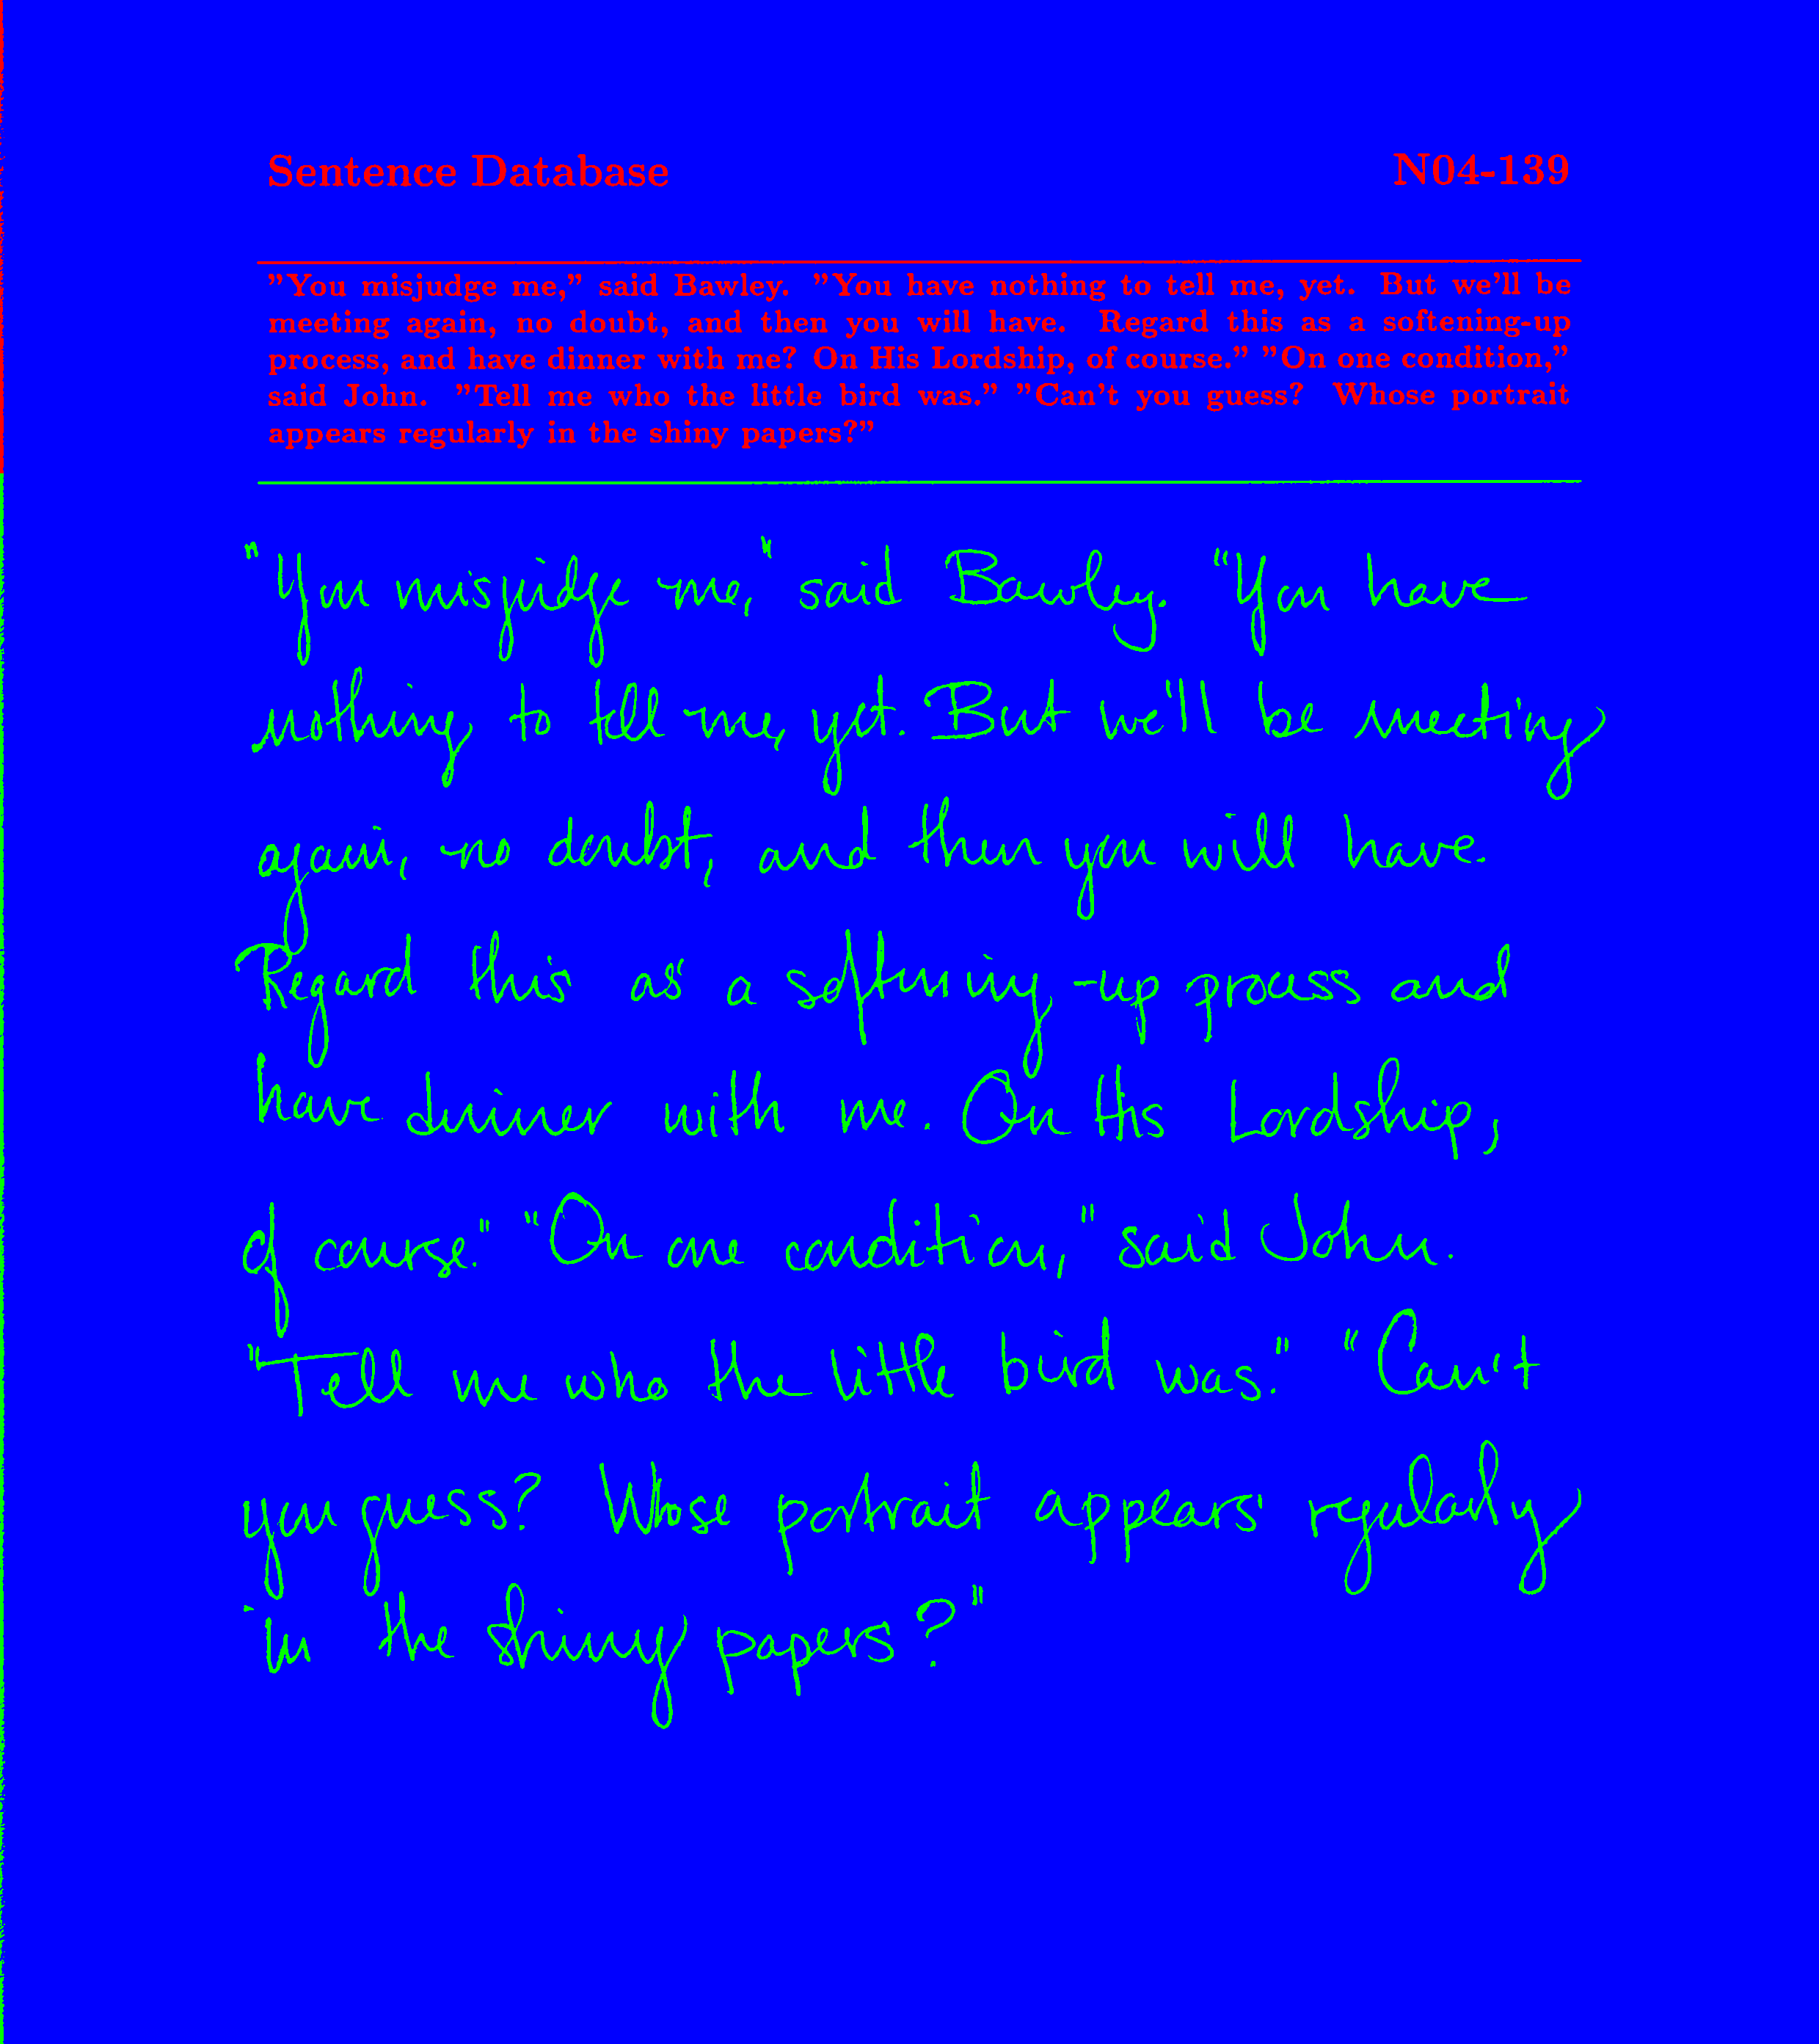 Sentence Database N04-139
"You misjudge me," said Bawley. "You have nothing to tell me, yet. But we'll be
meeting again, no doubt, and then you will have. Regard this as a softening-up
process, and have dinner with me? On His Lordship, of course." "On one condition,"
said John. "Tell me who the little bird was." "Can't you guess? Whose portrait
appears regularly in the shiny papers?"
"You misjudge me," said Bawley. "You have
nothing to tell me, yet. But we'll be meeting
again, no doubt, and then you will have.
Regard this as a softening-up process and
have dinner with me. On His Lordship,
of course." "On one condition," said John.
"Tell me who the little bird was." "Can't
you guess? Whose portrait appears regularly
in the shiny papers?"